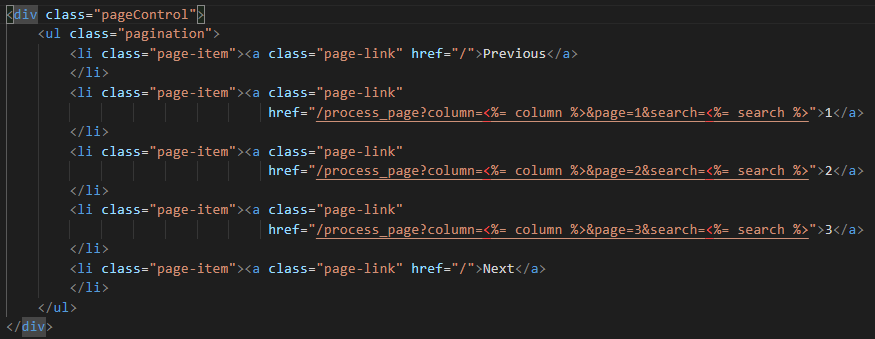 <div class="pageControl">
<ul class="pagination">
<li class="page-item"><a class="page-link" href="/">Previous</a>
</li>
<li class="page-item"><a class="page-link"
href="/process_page?column=<%= column %>&page=1&search=<%= search %>">1</a>
</li>
<li class="page-item"><a class="page-link"
href="/process_page?column=<%= column %>&page=2&search=<%= search %>">2</a>
</li>
<li class="page-item"><a class="page-link"
href="/process_page?column=<%= column %>&page=3&search=<%= search %>">3</a>
</li>
<li class="page-item"><a class="page-link" href="/">Next</a>
</li>
</ul>
</div>